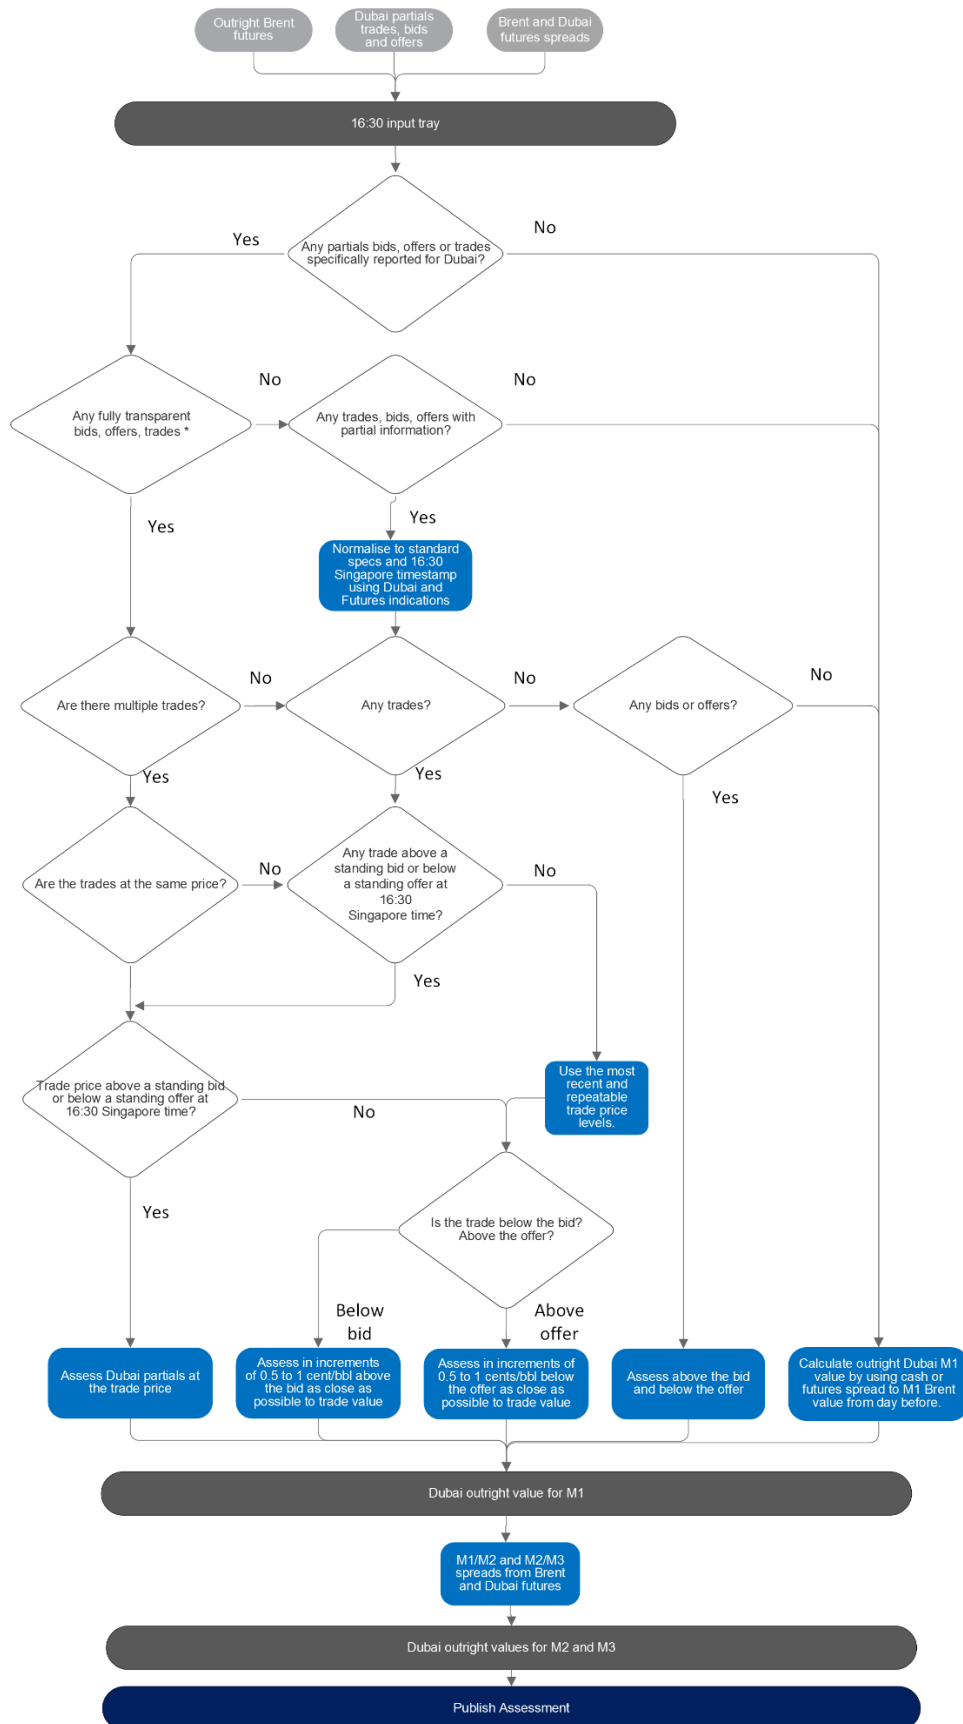 Outright Brent
futures
Dubai partials
trades, bids
and offers
Brent and Dubai
futures spreads
16:30 input tray
Yes
No
Any partials bids, offers or trades
specifically reported for Dubai?
No
No
Any fully transparent
bids, offers, trades *
Any trades, bids, offers with
partial information?
Yes
Yes
Normalise to standard
specs and 16:30
Singapore timestamp
using Dubai and
Futures indications
No
No
No
Are there multiple trades?
Any trades?
Any bids or offers?
Yes
Yes
Yes
Any trade above a
standing bid or below
a standing offer at
16:30
Singapore time?
No
No
Are the trades at the same price?
Yes
Trade price above a standing bid
or below a standing offer at
16:30 Singapore time?
Use the most
recent and
repeatable
trade price
levels.
No
Yes
Is the trade below the bid?
Above the offer?
Below
bid
Above
offer
Assess Dubai partials at
the trade price
Assess in increments
of 0.5 to 1 cent/bbl above
the bid as close as
possible to trade value
Assess in increments of
0.5 to 1 cents/bbl below
the offer as close as
possible to trade value
Assess above the bid
and below the offer
Calculate outright Dubai M1
value by using cash or
futures spread to M1 Brent
value from day before.
Dubai outright value for M1
M1/M2 and M2/M3
spreads from Brent
and Dubai futures
Dubai outright values for M2 and M3
Publish Assessment